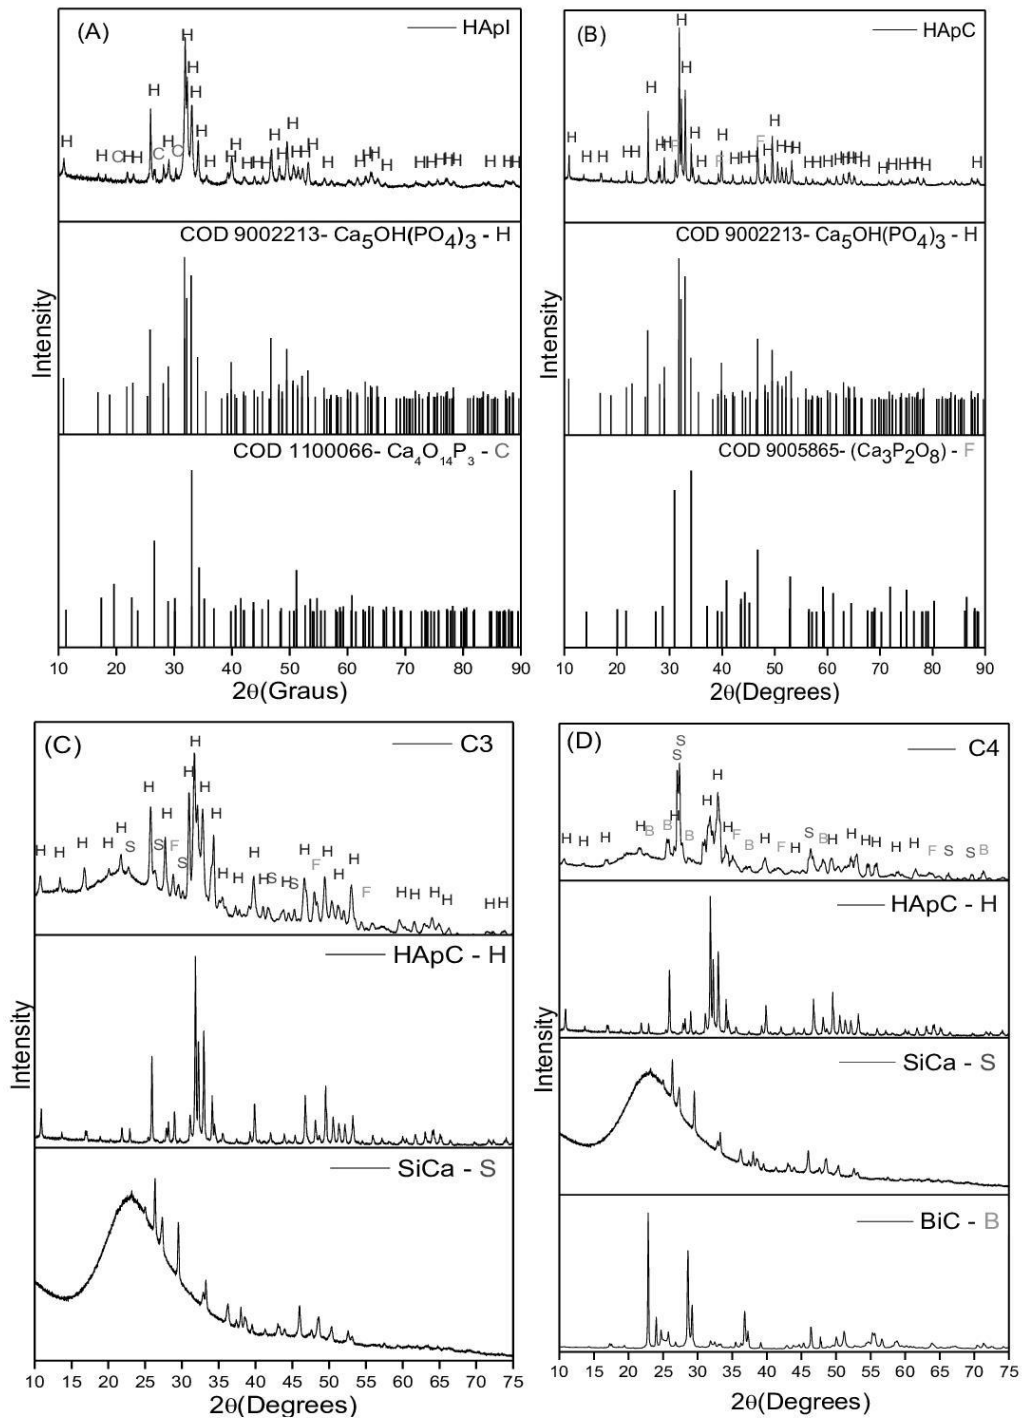 (A)
HApI
H
H
H
H
H
H H C H H C H C H H H H H H H H H H H H H H H H H H H H H H H H H
COD 9002213- Ca5OH(PO4)3 - H
COD 1100066- Ca4O14P3 - C
Intensity
10 20 30 40 50 60 70 80 90
2θ(Graus)
(B)
HApC
H
H
H
H
COD 9002213- Ca5OH(PO4)3 - H
COD 9005865- (Ca3P2O8) - F
Intensity
10 20 30 40 50 60 70 80 90
2θ(Degrees)
(C)
C3
H
H H H H
H H H H H S F S H H H H S S H F H H H F H H H H H H
HApC - H
SiCa - S
Intensity
10 15 20 25 30 35 40 45 50 55 60 65 70 75
2θ(Degrees)
(D)
C4
S
S
H
H
H H H H B B H B H F B H F H S B H H H H H H F S S B
HApC - H
SiCa - S
BiC - B
Intensity
10 15 20 25 30 35 40 45 50 55 60 65 70 75
2θ(Degrees)